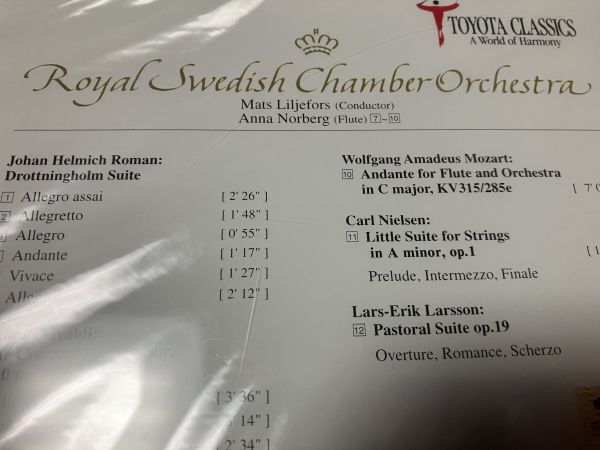 TOYOTA CLASSICS
A World of Harmony
Royal Swedish Chamber Orchestra
Mats Liljefors (Conductor)
Anna Norberg (Flute) 7~10
Johan Helmich Roman:
Drottningholm Suite
1 Allegro assai [ 2' 26" ]
2 Allegretto [ 1' 48" ]
Allegro [ 0' 55" ]
Andante [ 1' 17" ]
Vivace [ 1' 27" ]
[ 2' 12" ]
[ 3' 36" ]
14" ]
2' 34" ]
Wolfgang Amadeus Mozart:
10 Andante for Flute and Orchestra
in C major, KV315/285e [ 7'
Carl Nielsen:
11 Little Suite for Strings
in A minor, op.1 [
Prelude, Intermezzo, Finale
Lars-Erik Larsson:
12 Pastoral Suite op.19
Overture, Romance, Scherzo